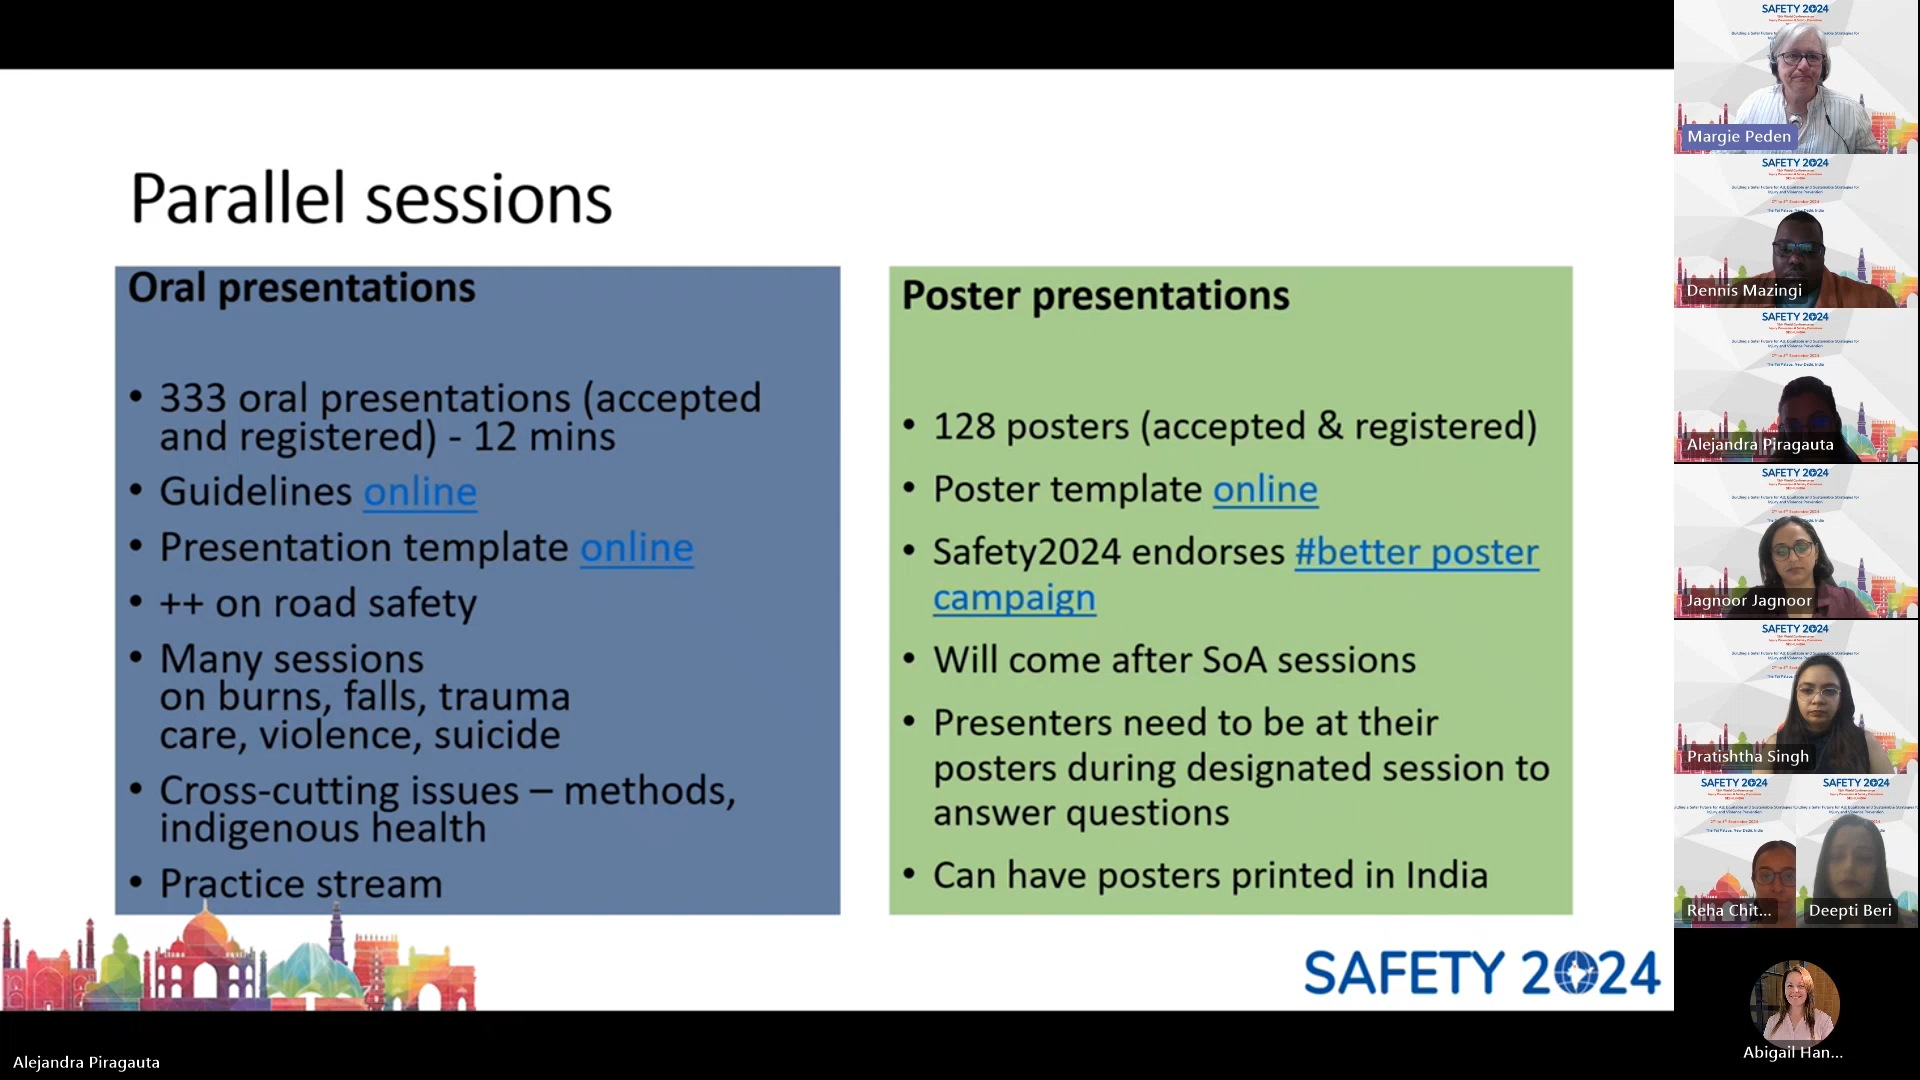 Parallel sessions
Oral presentations
• 333 oral presentations (accepted
and registered) - 12 mins
• Guidelines online
• Presentation template online
• ++ on road safety
• Many sessions
on burns, falls, trauma
care, violence, suicide
• Cross-cutting issues – methods,
indigenous health
• Practice stream
Poster presentations
• 128 posters (accepted & registered)
• Poster template online
• Safety2024 endorses #better poster
campaign
• Will come after SoA sessions
• Presenters need to be at their
posters during designated session to
answer questions
• Can have posters printed in India
SAFETY 2024
Alejandra Piragauta
SAFETY 2024
Margie Peden
SAFETY 2024
Dennis Mazingi
SAFETY 2024
Alejandra Piragauta
SAFETY 2024
Jagnoor Jagnoor
SAFETY 2024
Pratishtha Singh
SAFETY 2024
Reha Chit...
SAFETY 2024
Deepti Beri
Abigail Han...